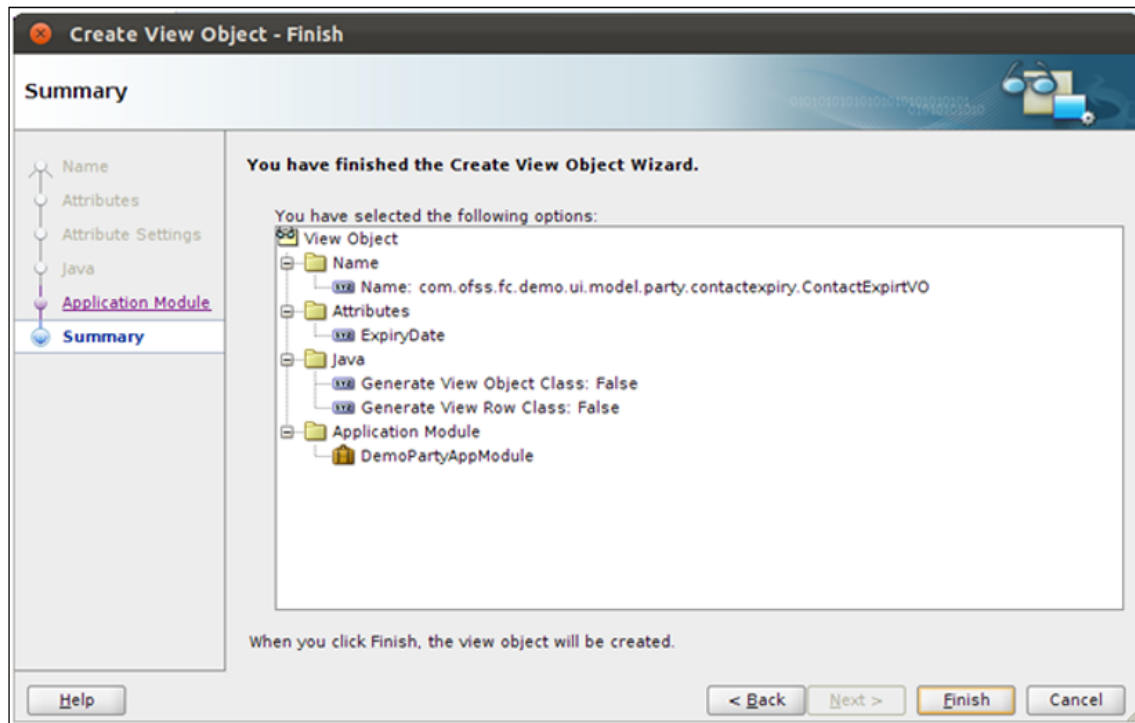 Create View Object - Finish
Summary
Name
Attributes
Attribute Settings
Java
Application Module
Summary
You have finished the Create View Object Wizard.
You have selected the following options:
View Object
Name
Name: com.ofss.fc.demo.ui.model.party.contactexpiry.ContactExpirtVO
Attributes
ExpiryDate
Java
Generate View Object Class: False
Generate View Row Class: False
Application Module
DemoPartyAppModule
When you click Finish, the view object will be created.
Help
< Back
Next >
Finish
Cancel